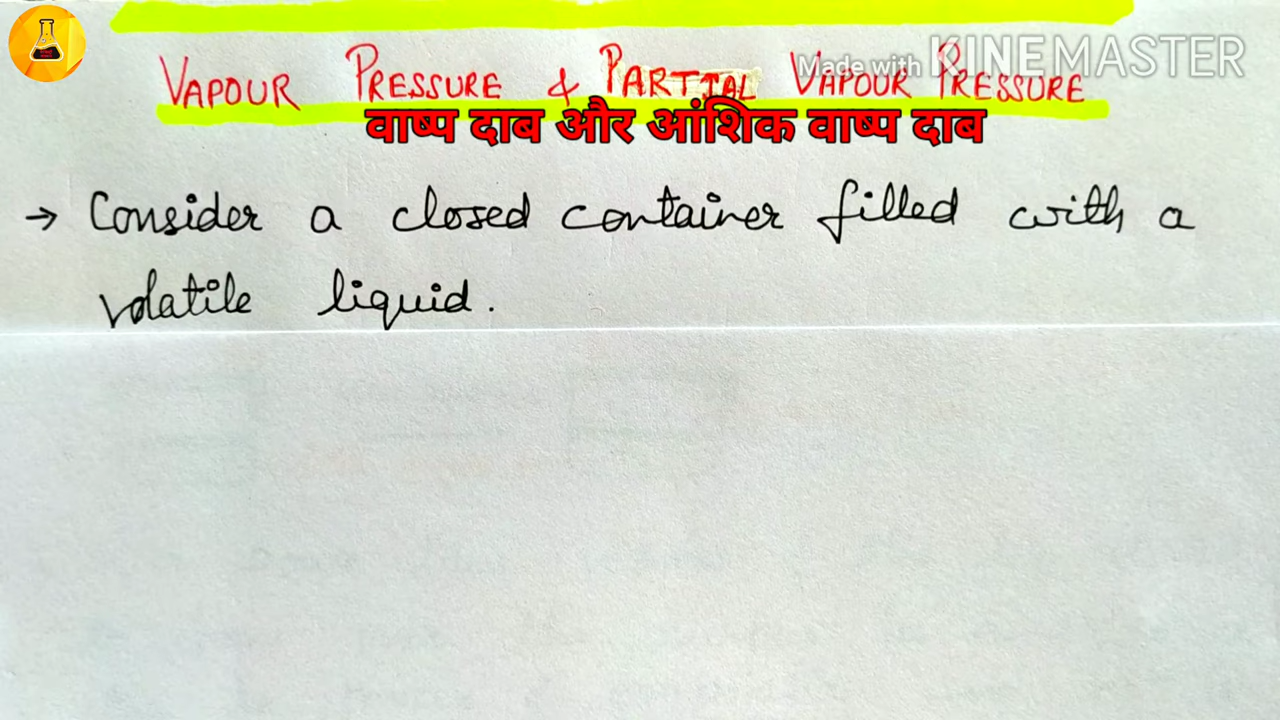 VAPOUR PRESSURE & PARTIAL VAPOUR PRESSURE
Made with KINEMASTER
वाष्प दाब और आंशिक वाष्प दाब
→ Consider a closed container filled with a
volatile liquid.